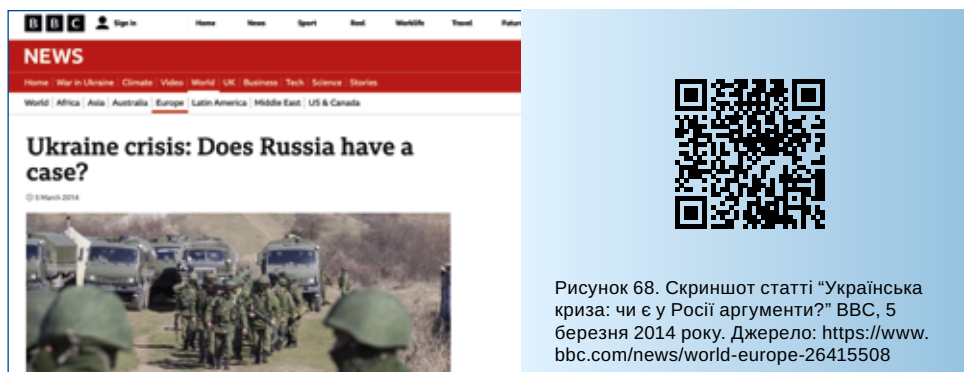 BBC Sign in Home News Sport Reel Worklife Travel Future
NEWS
Home War in Ukraine Climate Video World UK Business Tech Science Stories
World Africa Asia Australia Europe Latin America Middle East US & Canada
Ukraine crisis: Does Russia have a
case?
5 March 2014
Рисунок 68. Скриншот статті “Українська
криза: чи є у Росії аргументи?” BBC, 5
березня 2014 року. Джерело: https://www.
bbc.com/news/world-europe-26415508